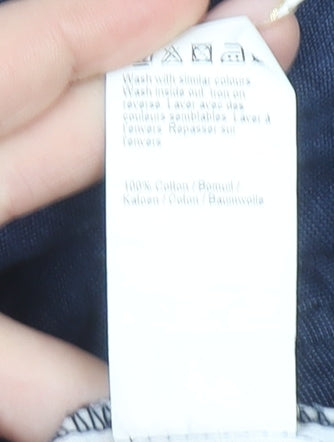 Wash with similar colours
Wash inside out. Iron on
reverse. Laver avec des
couleurs semblables. Laver à
l'envers. Repasser sur
l'envers.
100% Cotton / Bomuld /
Katoen / Coton / Baumwolle